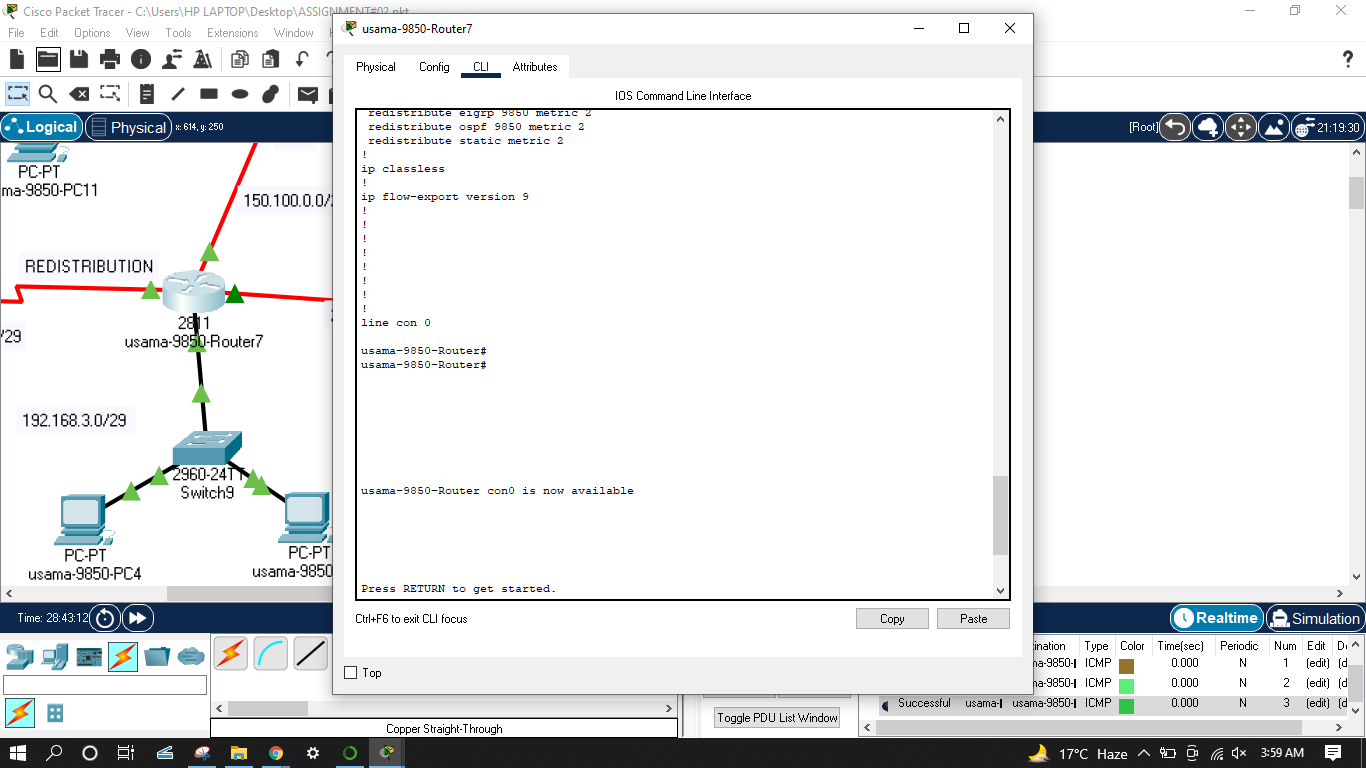 Cisco Packet Tracer - C:\Users\HP LAPTOP\Desktop\ASSIGNMENT#02.pkt
File Edit Options View Tools Extensions Window
usama-9850-Router7
Physical Config CLI Attributes
IOS Command Line Interface
Logical Physical x: 614, y: 250
[Root] 21:19:30
PC-PT
ma-9850-PC11
150.100.0.0/
REDISTRIBUTION
2811
usama-9850-Router7
/29
192.168.3.0/29
2960-24TT
Switch9
PC-PT
usama-9850-PC4
PC-PT
usama-9850
redistribute eigrp 9850 metric 2
redistribute ospf 9850 metric 2
redistribute static metric 2
!
ip classless
!
ip flow-export version 9
!
!
!
!
!
!
!
!
line con 0
usama-9850-Router#
usama-9850-Router#
usama-9850-Router con0 is now available
Press RETURN to get started.
Ctrl+F6 to exit CLI focus
Copy Paste
Top
Time: 28:43:12
Realtime Simulation
Copper Straight-Through
Toggle PDU List Window
ination Type Color Time(sec) Periodic Num Edit De
ma-9850-I ICMP 0.000 N 1 (edit) (d
ma-9850-I ICMP 0.000 N 2 (edit) (d
Successful usama-I usama-9850-I ICMP 0.000 N 3 (edit) (d
17°C Haze 3:59 AM